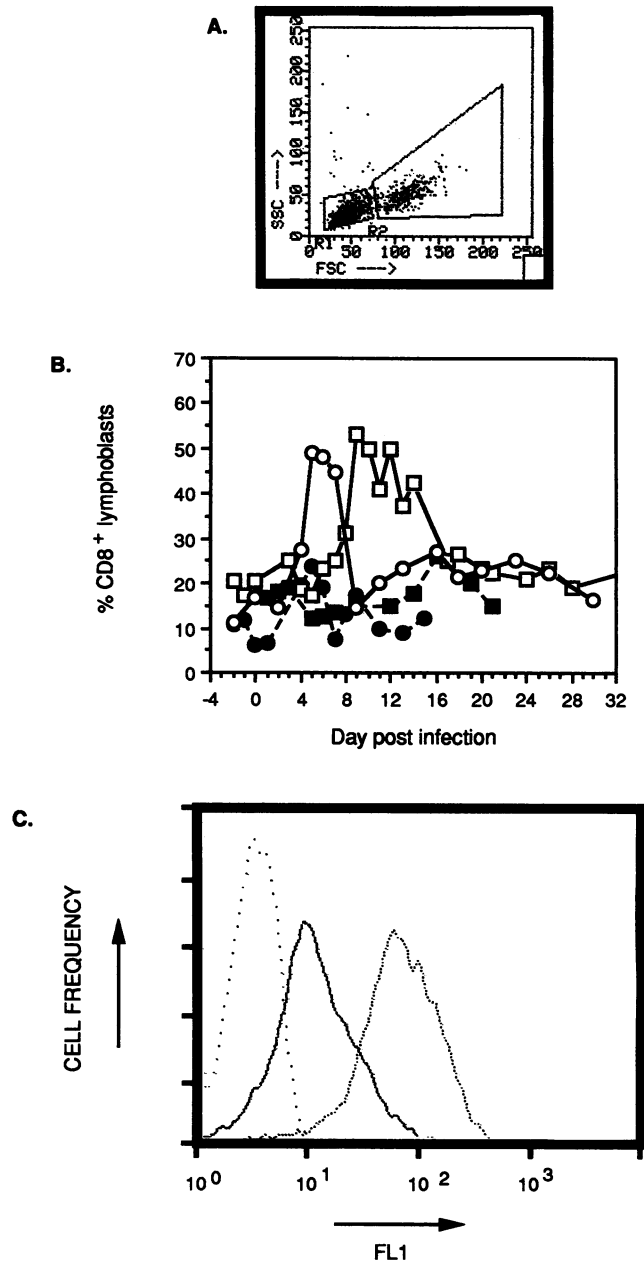 A.
SSC ---->
0 50 100 150 200 250
R1
R2
0 50 100 150 200 250
FSC ---->
B.
% CD8+ lymphoblasts
70
60
50
40
30
20
10
0
-4 0 4 8 12 16 20 24 28 32
Day post infection
C.
CELL FREQUENCY
10 0 10 1 10 2 10 3
FL1